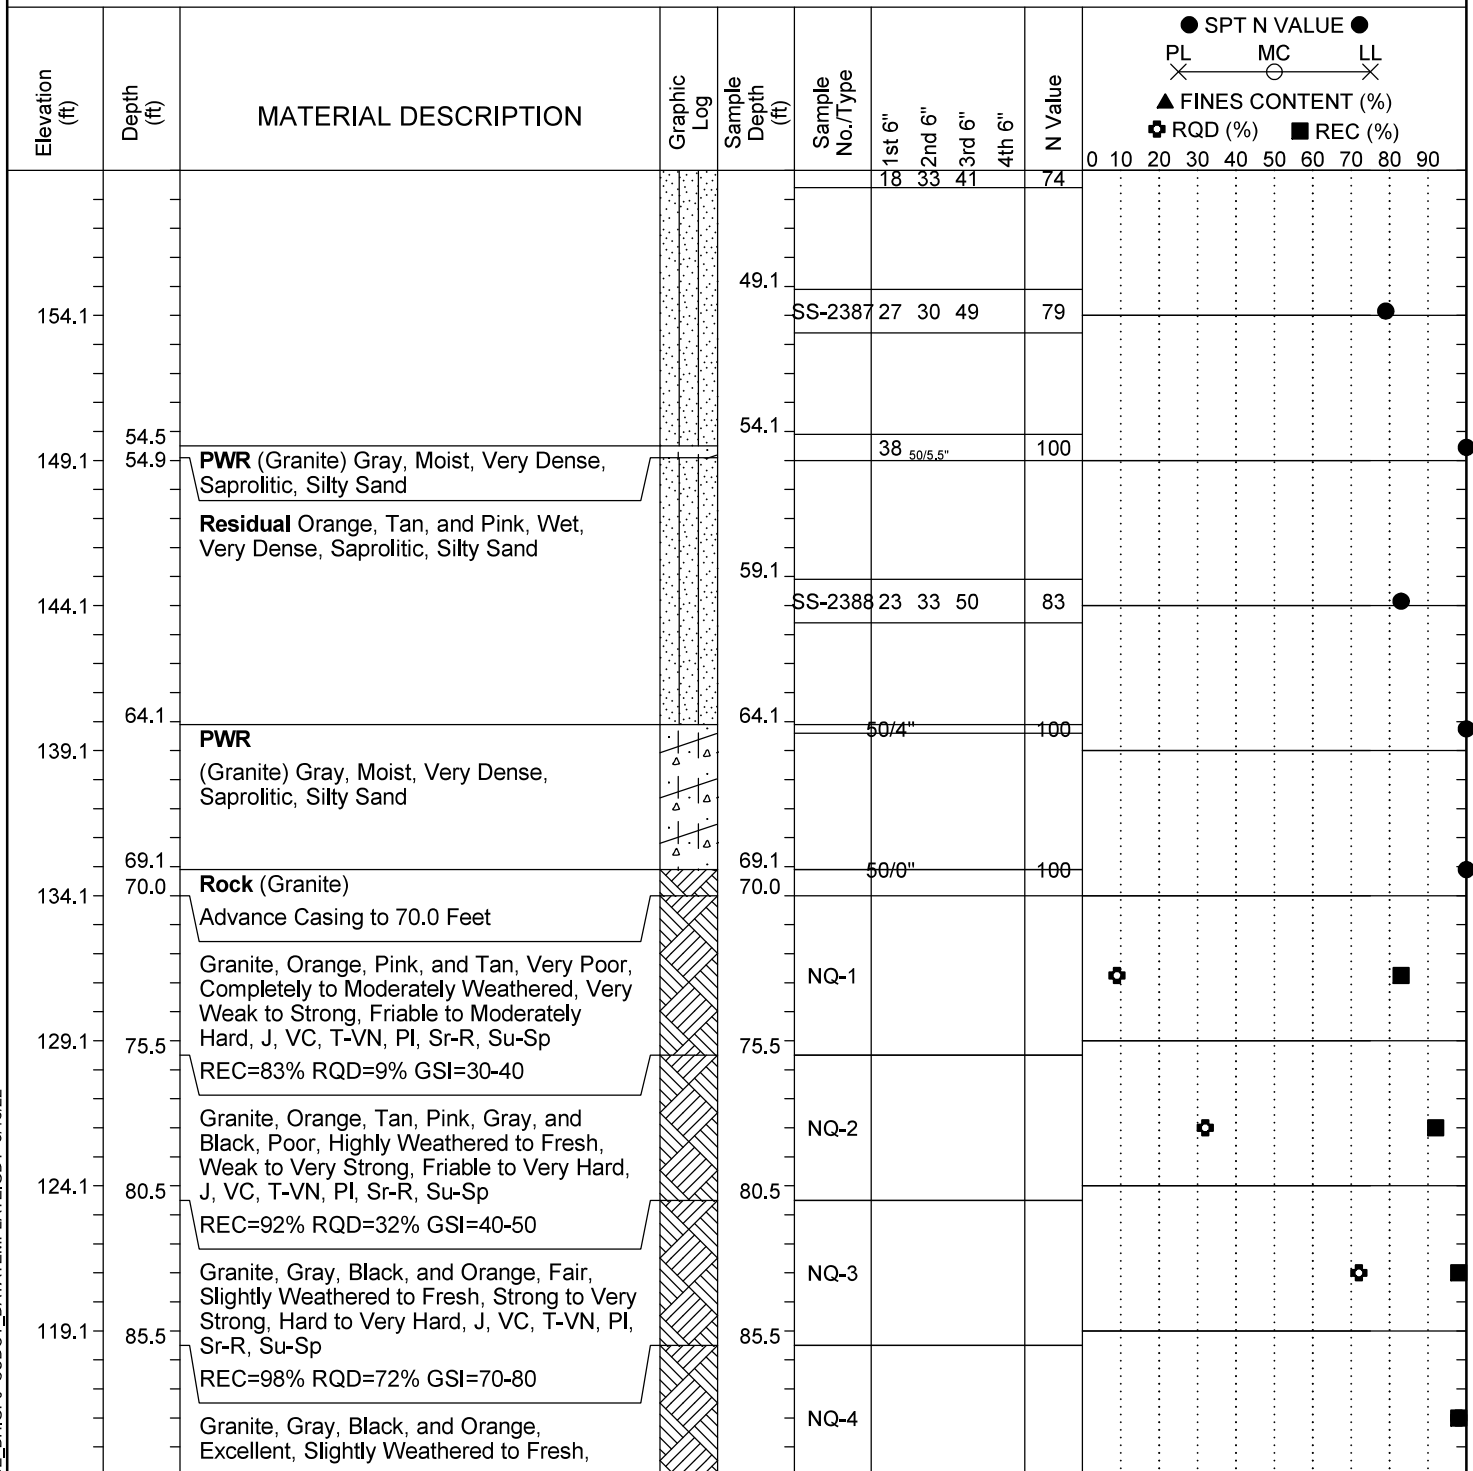 Elevation (ft)
Depth (ft)
MATERIAL DESCRIPTION
Graphic Log
Sample Depth (ft)
Sample No./Type
1st 6"
2nd 6"
3rd 6"
4th 6"
N Value
● SPT N VALUE ●
PL MC LL
▲ FINES CONTENT (%)
RQD (%) ■ REC (%)
0 10 20 30 40 50 60 70 80 90
18 33 41 74
49.1
154.1 SS-2387 27 30 49 79
54.5 54.1
38 50/5.5" 100
149.1 54.9 PWR (Granite) Gray, Moist, Very Dense,
Saprolitic, Silty Sand
Residual Orange, Tan, and Pink, Wet,
Very Dense, Saprolitic, Silty Sand
59.1
144.1 SS-2388 23 33 50 83
64.1 64.1
50/4" 100
PWR
139.1
(Granite) Gray, Moist, Very Dense,
Saprolitic, Silty Sand
69.1 69.1
50/0" 100
70.0 Rock (Granite) 70.0
134.1
Advance Casing to 70.0 Feet
Granite, Orange, Pink, and Tan, Very Poor,
Completely to Moderately Weathered, Very
Weak to Strong, Friable to Moderately
Hard, J, VC, T-VN, Pl, Sr-R, Su-Sp
NQ-1
129.1 75.5 75.5
REC=83% RQD=9% GSI=30-40
Granite, Orange, Tan, Pink, Gray, and
Black, Poor, Highly Weathered to Fresh,
Weak to Very Strong, Friable to Very Hard,
J, VC, T-VN, Pl, Sr-R, Su-Sp
NQ-2
124.1 80.5 80.5
REC=92% RQD=32% GSI=40-50
Granite, Gray, Black, and Orange, Fair,
Slightly Weathered to Fresh, Strong to Very
Strong, Hard to Very Hard, J, VC, T-VN, Pl,
Sr-R, Su-Sp
NQ-3
119.1 85.5 85.5
REC=98% RQD=72% GSI=70-80
Granite, Gray, Black, and Orange,
Excellent, Slightly Weathered to Fresh,
NQ-4